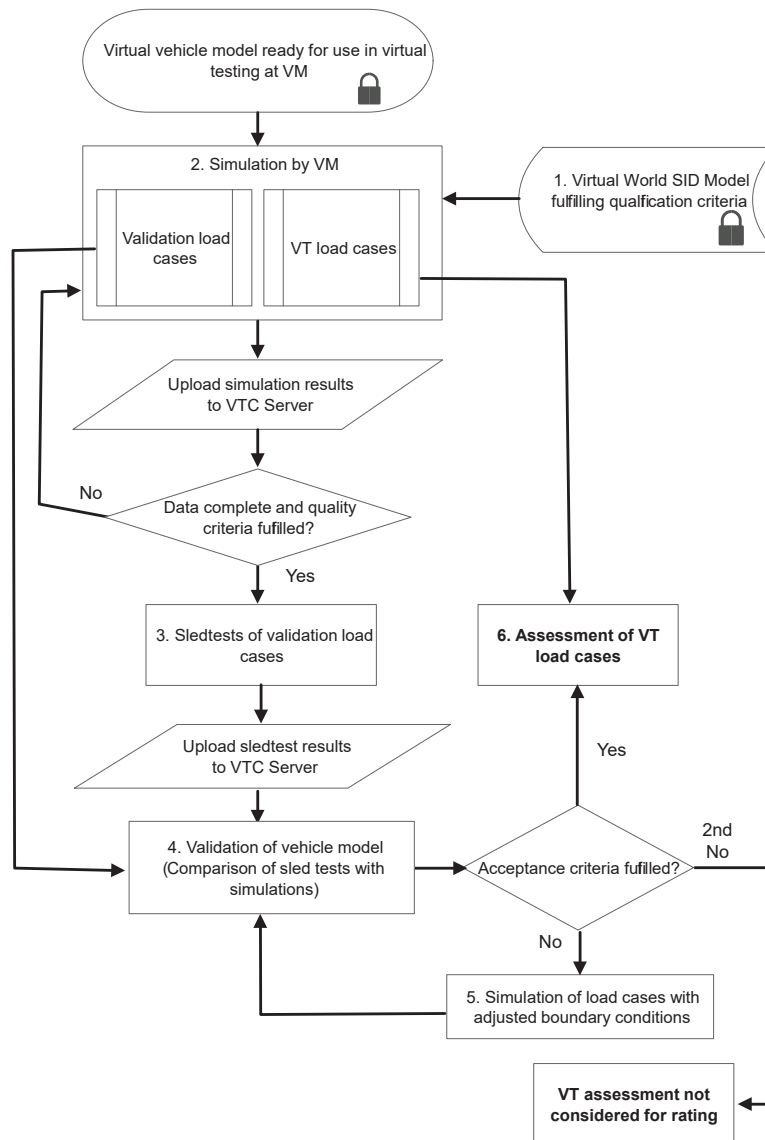 Virtual vehicle model ready for use in virtual
testing at VM
2. Simulation by VM
1. Virtual World SID Model
fulfilling qualfication criteria
Validation load
cases
VT load cases
Upload simulation results
to VTC Server
No
Data complete and quality
criteria fufilled?
Yes
3. Sledtests of validation load
cases
6. Assessment of VT
load cases
Upload sledtest results
to VTC Server
Yes
4. Validation of vehicle model
(Comparison of sled tests with
simulations)
Acceptance criteria fufilled?
2nd
No
No
5. Simulation of load cases with
adjusted boundary conditions
VT assessment not
considered for rating